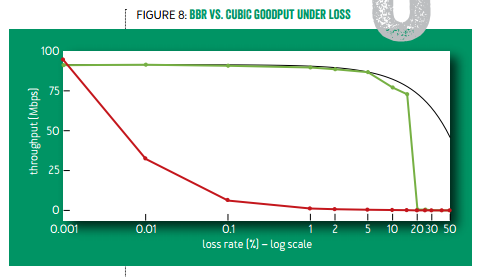 FIGURE 8: BBR VS. CUBIC GOODPUT UNDER LOSS
100
75
50
25
0
throughput (Mbps)
0.001 0.01 0.1 1 2 5 10 20 30 50
loss rate (%) – log scale